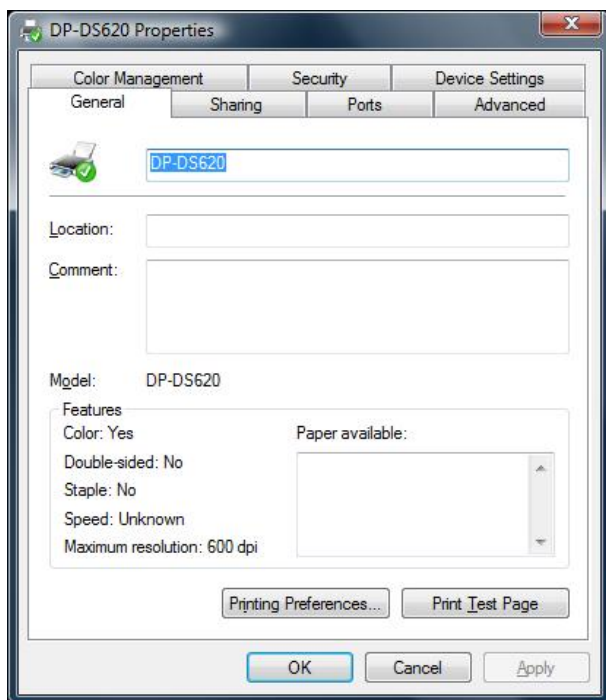 DP-DS620 Properties
Color Management Security Device Settings
General Sharing Ports Advanced
DP-DS620
Location:
Comment:
Model: DP-DS620
Features
Color: Yes Paper available:
Double-sided: No
Staple: No
Speed: Unknown
Maximum resolution: 600 dpi
Printing Preferences... Print Test Page
OK Cancel Apply